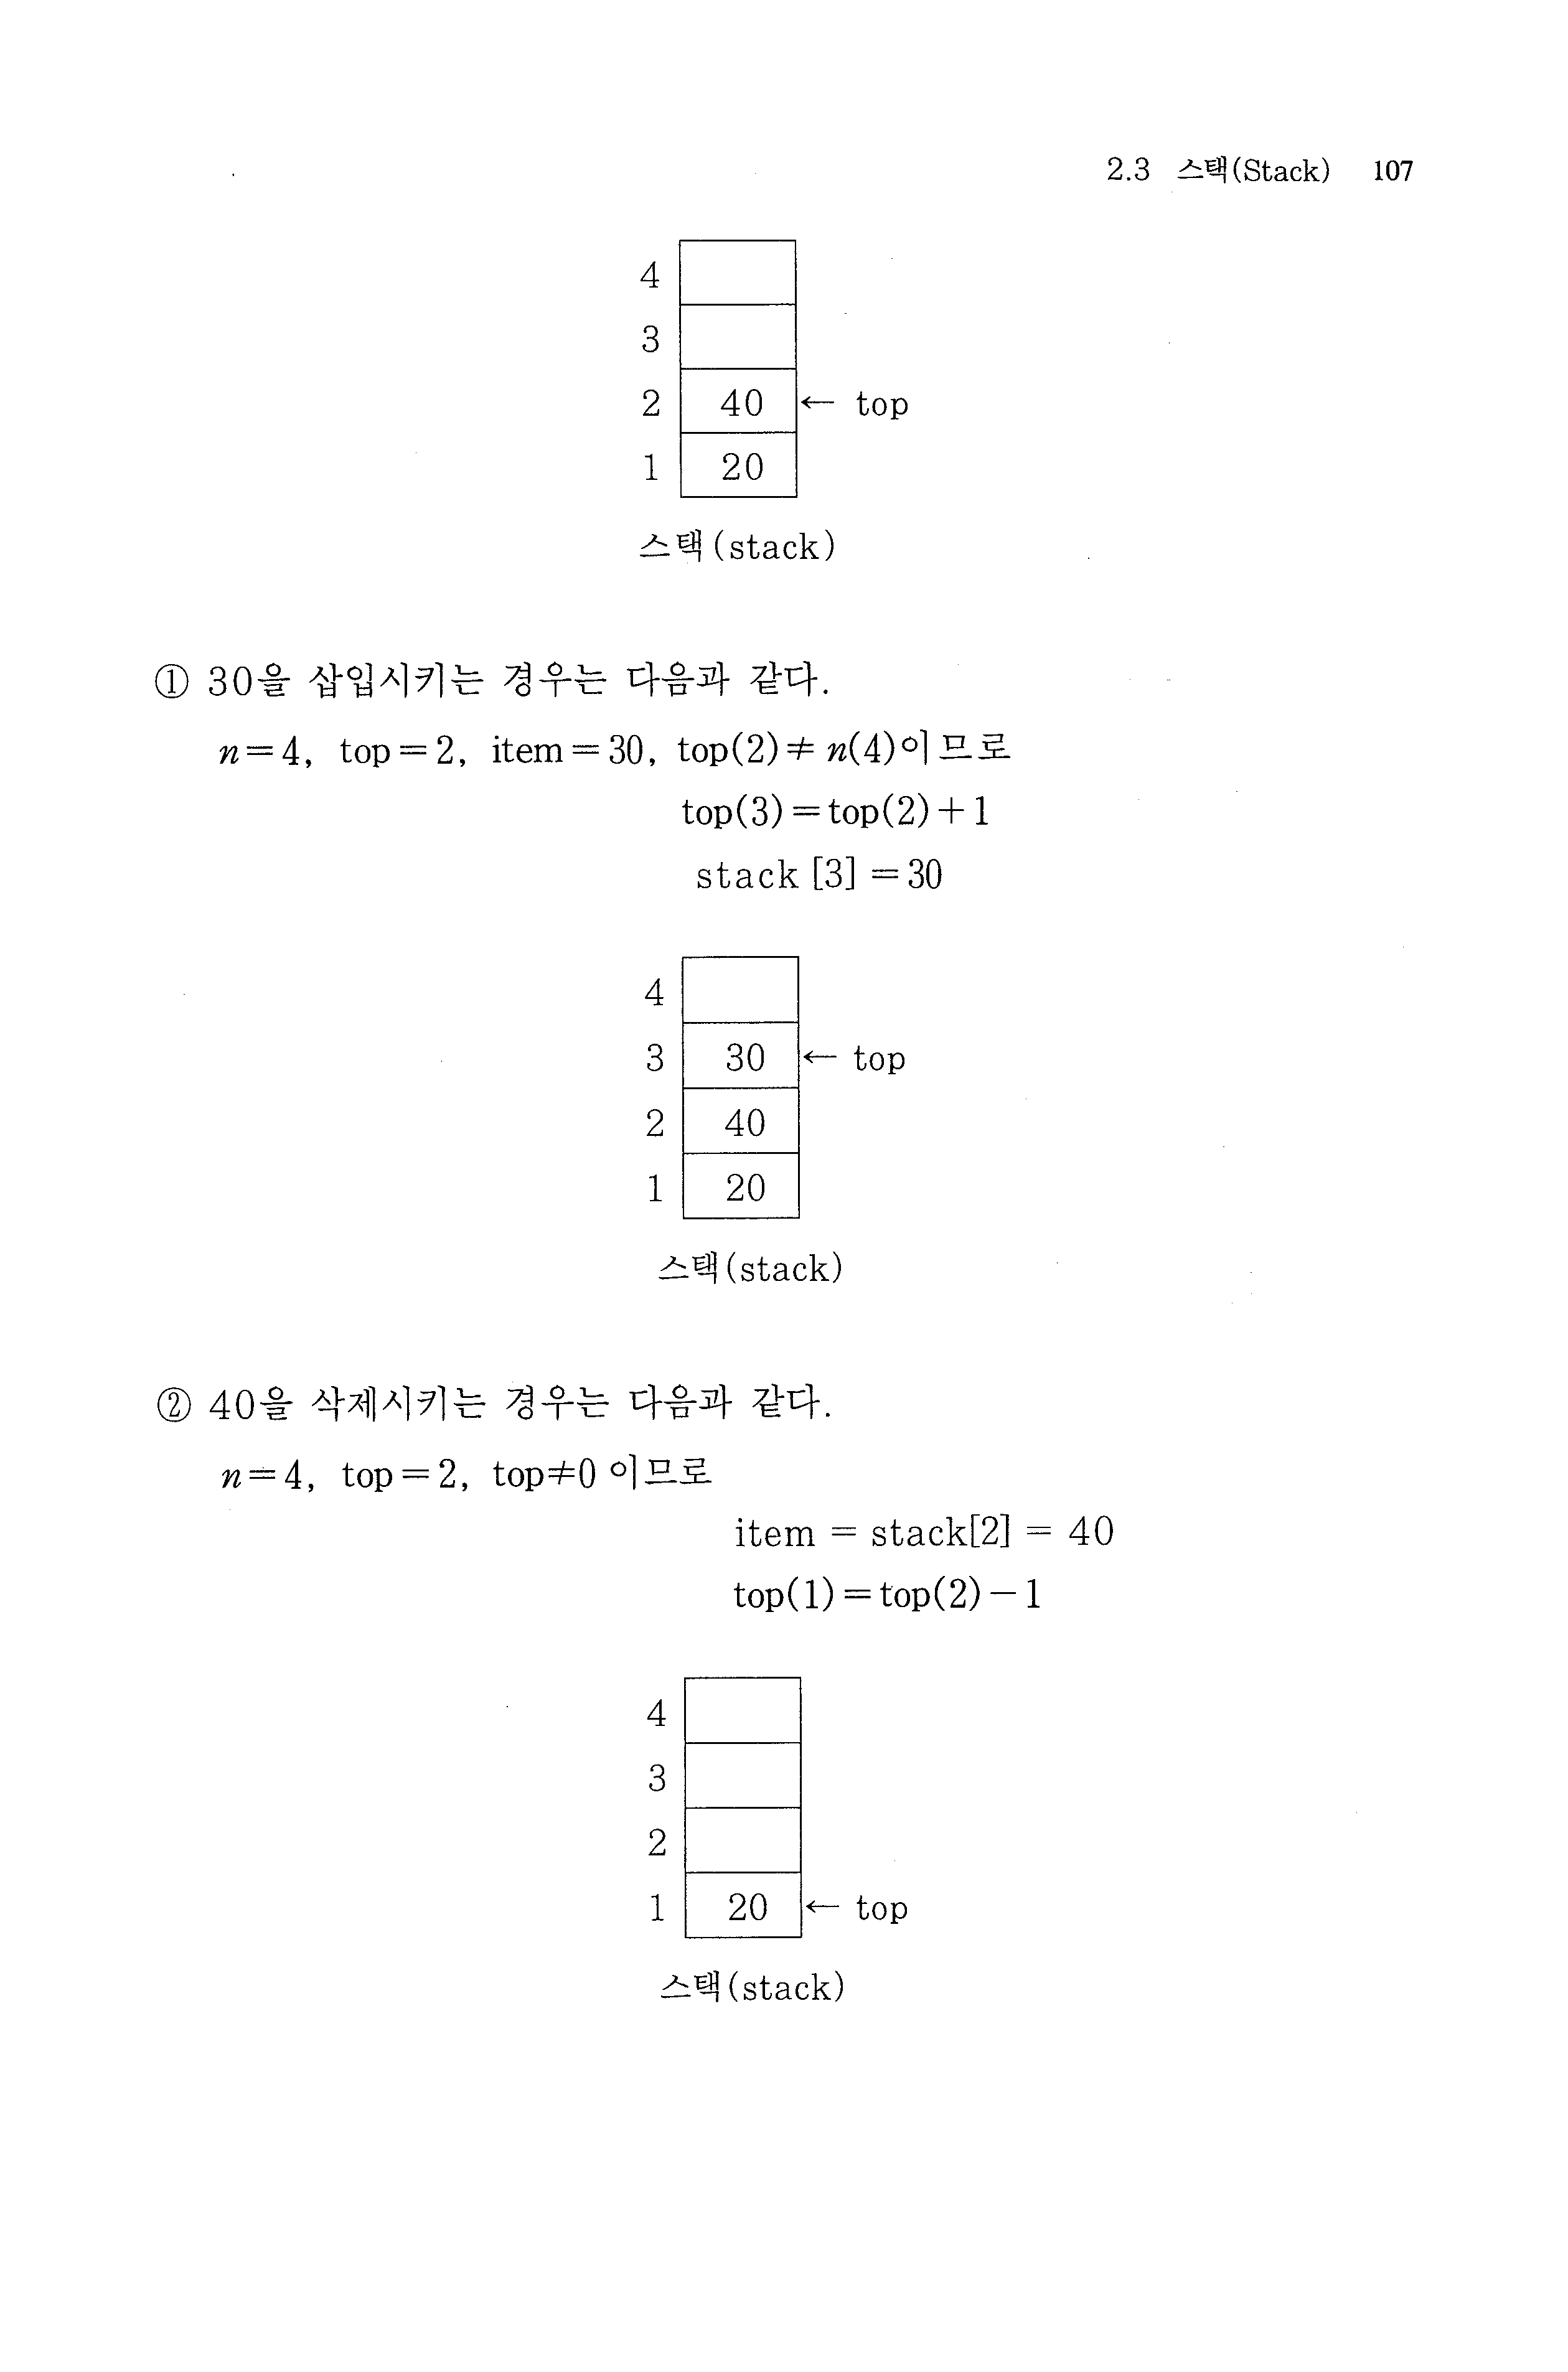 2.3 스택(Stack) 107
4
3
2 40 ← top
1 20
스택(stack)
① 30을 삽입시키는 경우는 다음과 같다.
n=4, top=2, item=30, top(2)≠n(4)이므로
top(3)=top(2)+1
stack [3] =30
4
3 30 ← top
2 40
1 20
스택(stack)
② 40을 삭제시키는 경우는 다음과 같다.
n=4, top=2, top≠0 이므로
item = stack[2] = 40
top(1)=top(2)-1
4
3
2
1 20 ← top
스택(stack)